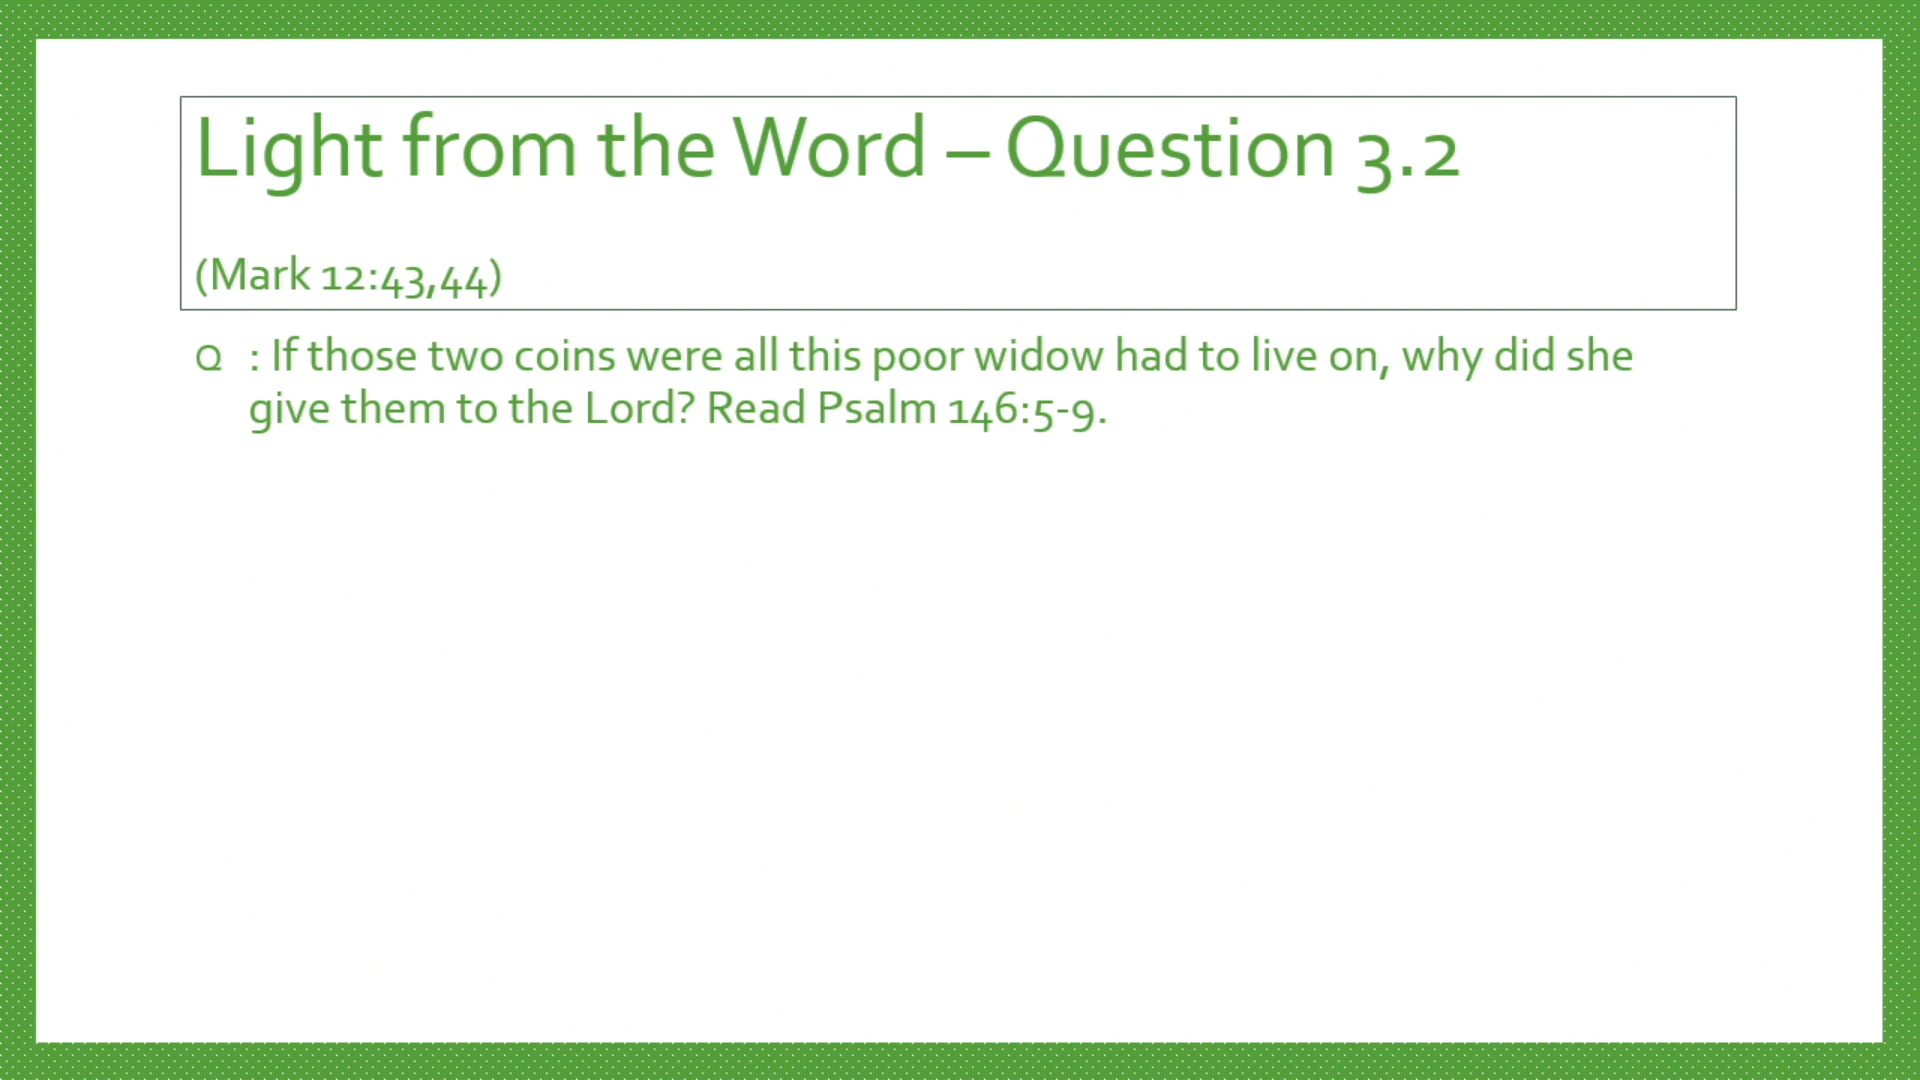 Light from the Word – Question 3.2
(Mark 12:43,44)
Q : If those two coins were all this poor widow had to live on, why did she
give them to the Lord? Read Psalm 146:5-9.